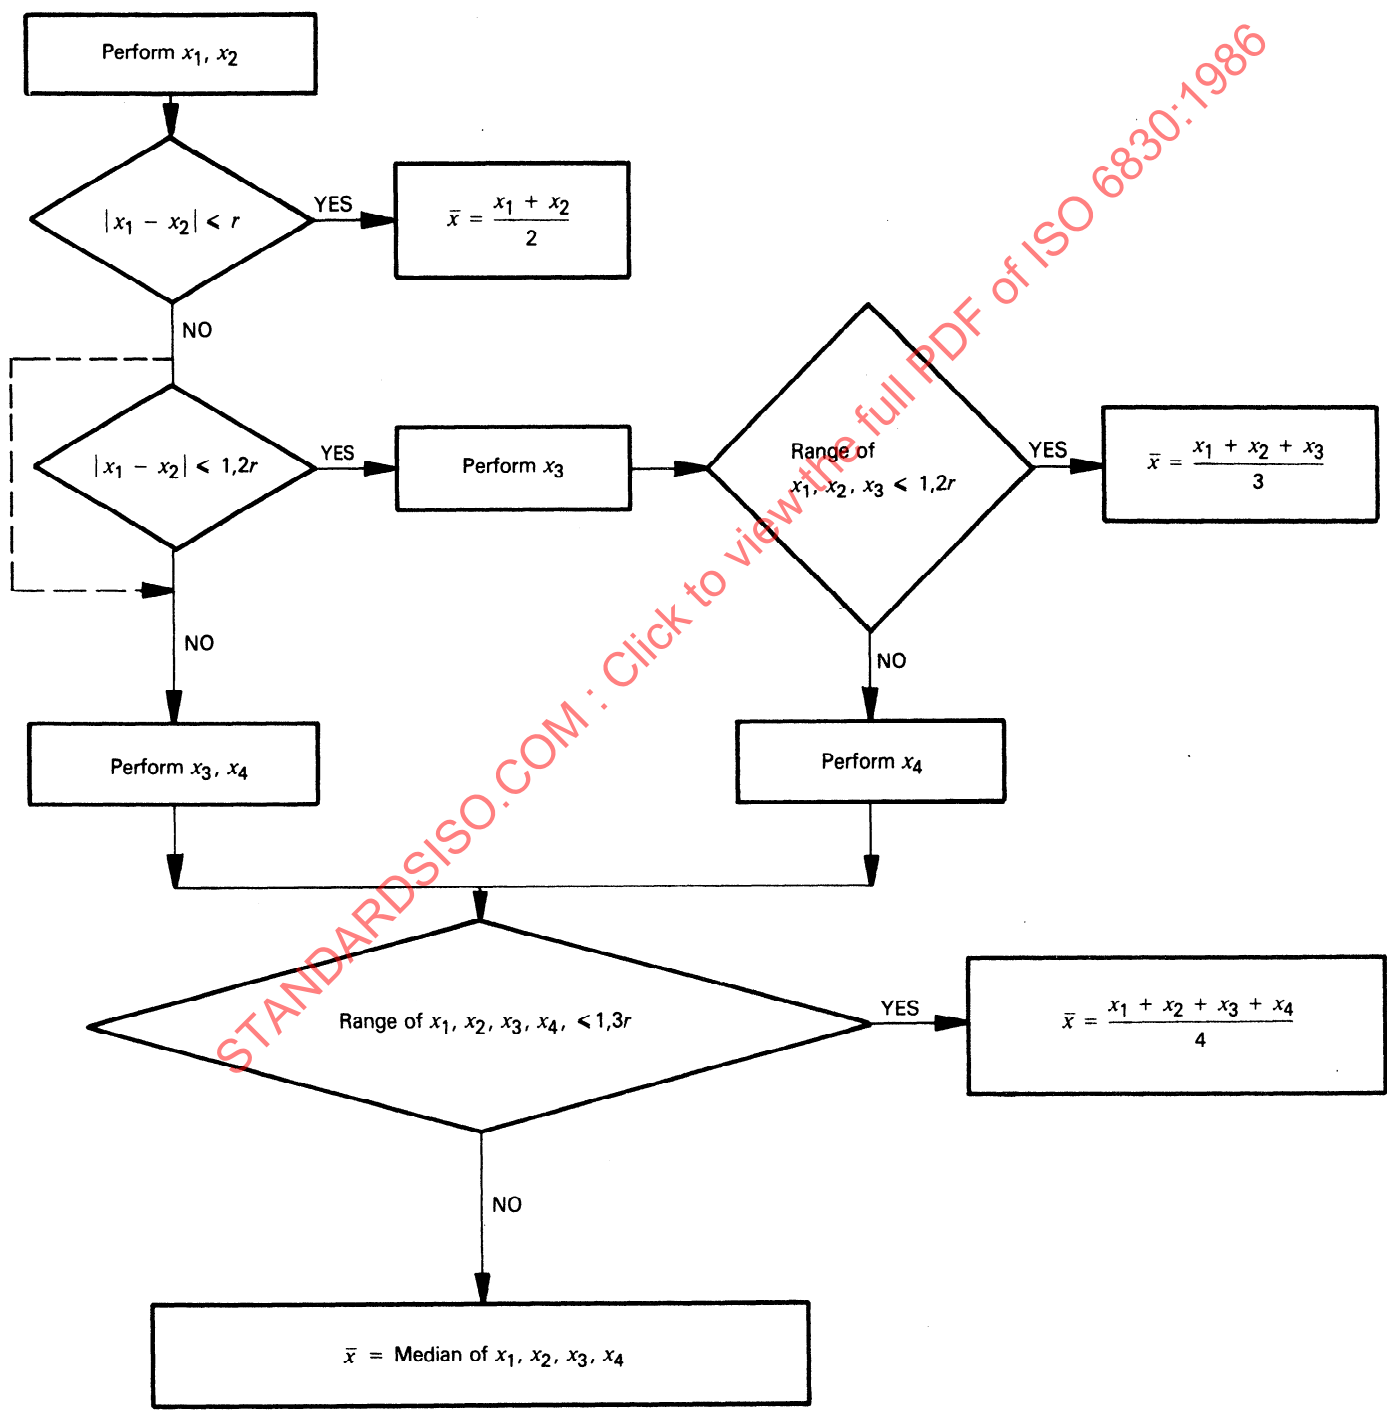 Perform x₁, x₂
|x₁ − x₂| ⩽ r
YES
x̄ = x₁ + x₂
2
NO
|x₁ − x₂| ⩽ 1,2r
YES
Perform x₃
Range of
x₁, x₂, x₃ ⩽ 1,2r
YES
x̄ = x₁ + x₂ + x₃
3
NO
NO
Perform x₃, x₄
Perform x₄
Range of x₁, x₂, x₃, x₄, ⩽1,3r
YES
x̄ = x₁ + x₂ + x₃ + x₄
4
NO
x̄ = Median of x₁, x₂, x₃, x₄
STANDARDSISO.COM : Click to view the full PDF of ISO 6830:1986